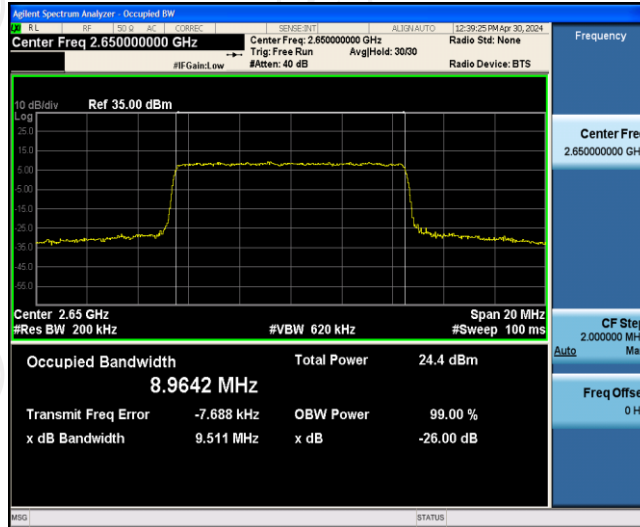 Agilent Spectrum Analyzer - Occupied BW
RL RF 50 Ω AC CORREC SENSE:INT ALIGN AUTO 12:39:25 PM Apr 30, 2024
Center Freq 2.650000000 GHz Center Freq: 2.650000000 GHz Radio Std: None
Trig: Free Run Avg|Hold: 30/30
#IFGain:Low #Atten: 40 dB Radio Device: BTS
Frequency
10 dB/div Ref 35.00 dBm
Log
25.0
15.0
5.00
-5.00
-15.0
-25.0
-35.0
-45.0
-55.0
Center 2.65 GHz Span 20 MHz
#Res BW 200 kHz #VBW 620 kHz #Sweep 100 ms
Occupied Bandwidth Total Power 24.4 dBm
8.9642 MHz
Transmit Freq Error -7.688 kHz OBW Power 99.00 %
x dB Bandwidth 9.511 MHz x dB -26.00 dB
Center Fre
2.650000000 GH
CF Ste
2.000000 MH
Auto Ma
Freq Offse
0 H
MSG STATUS